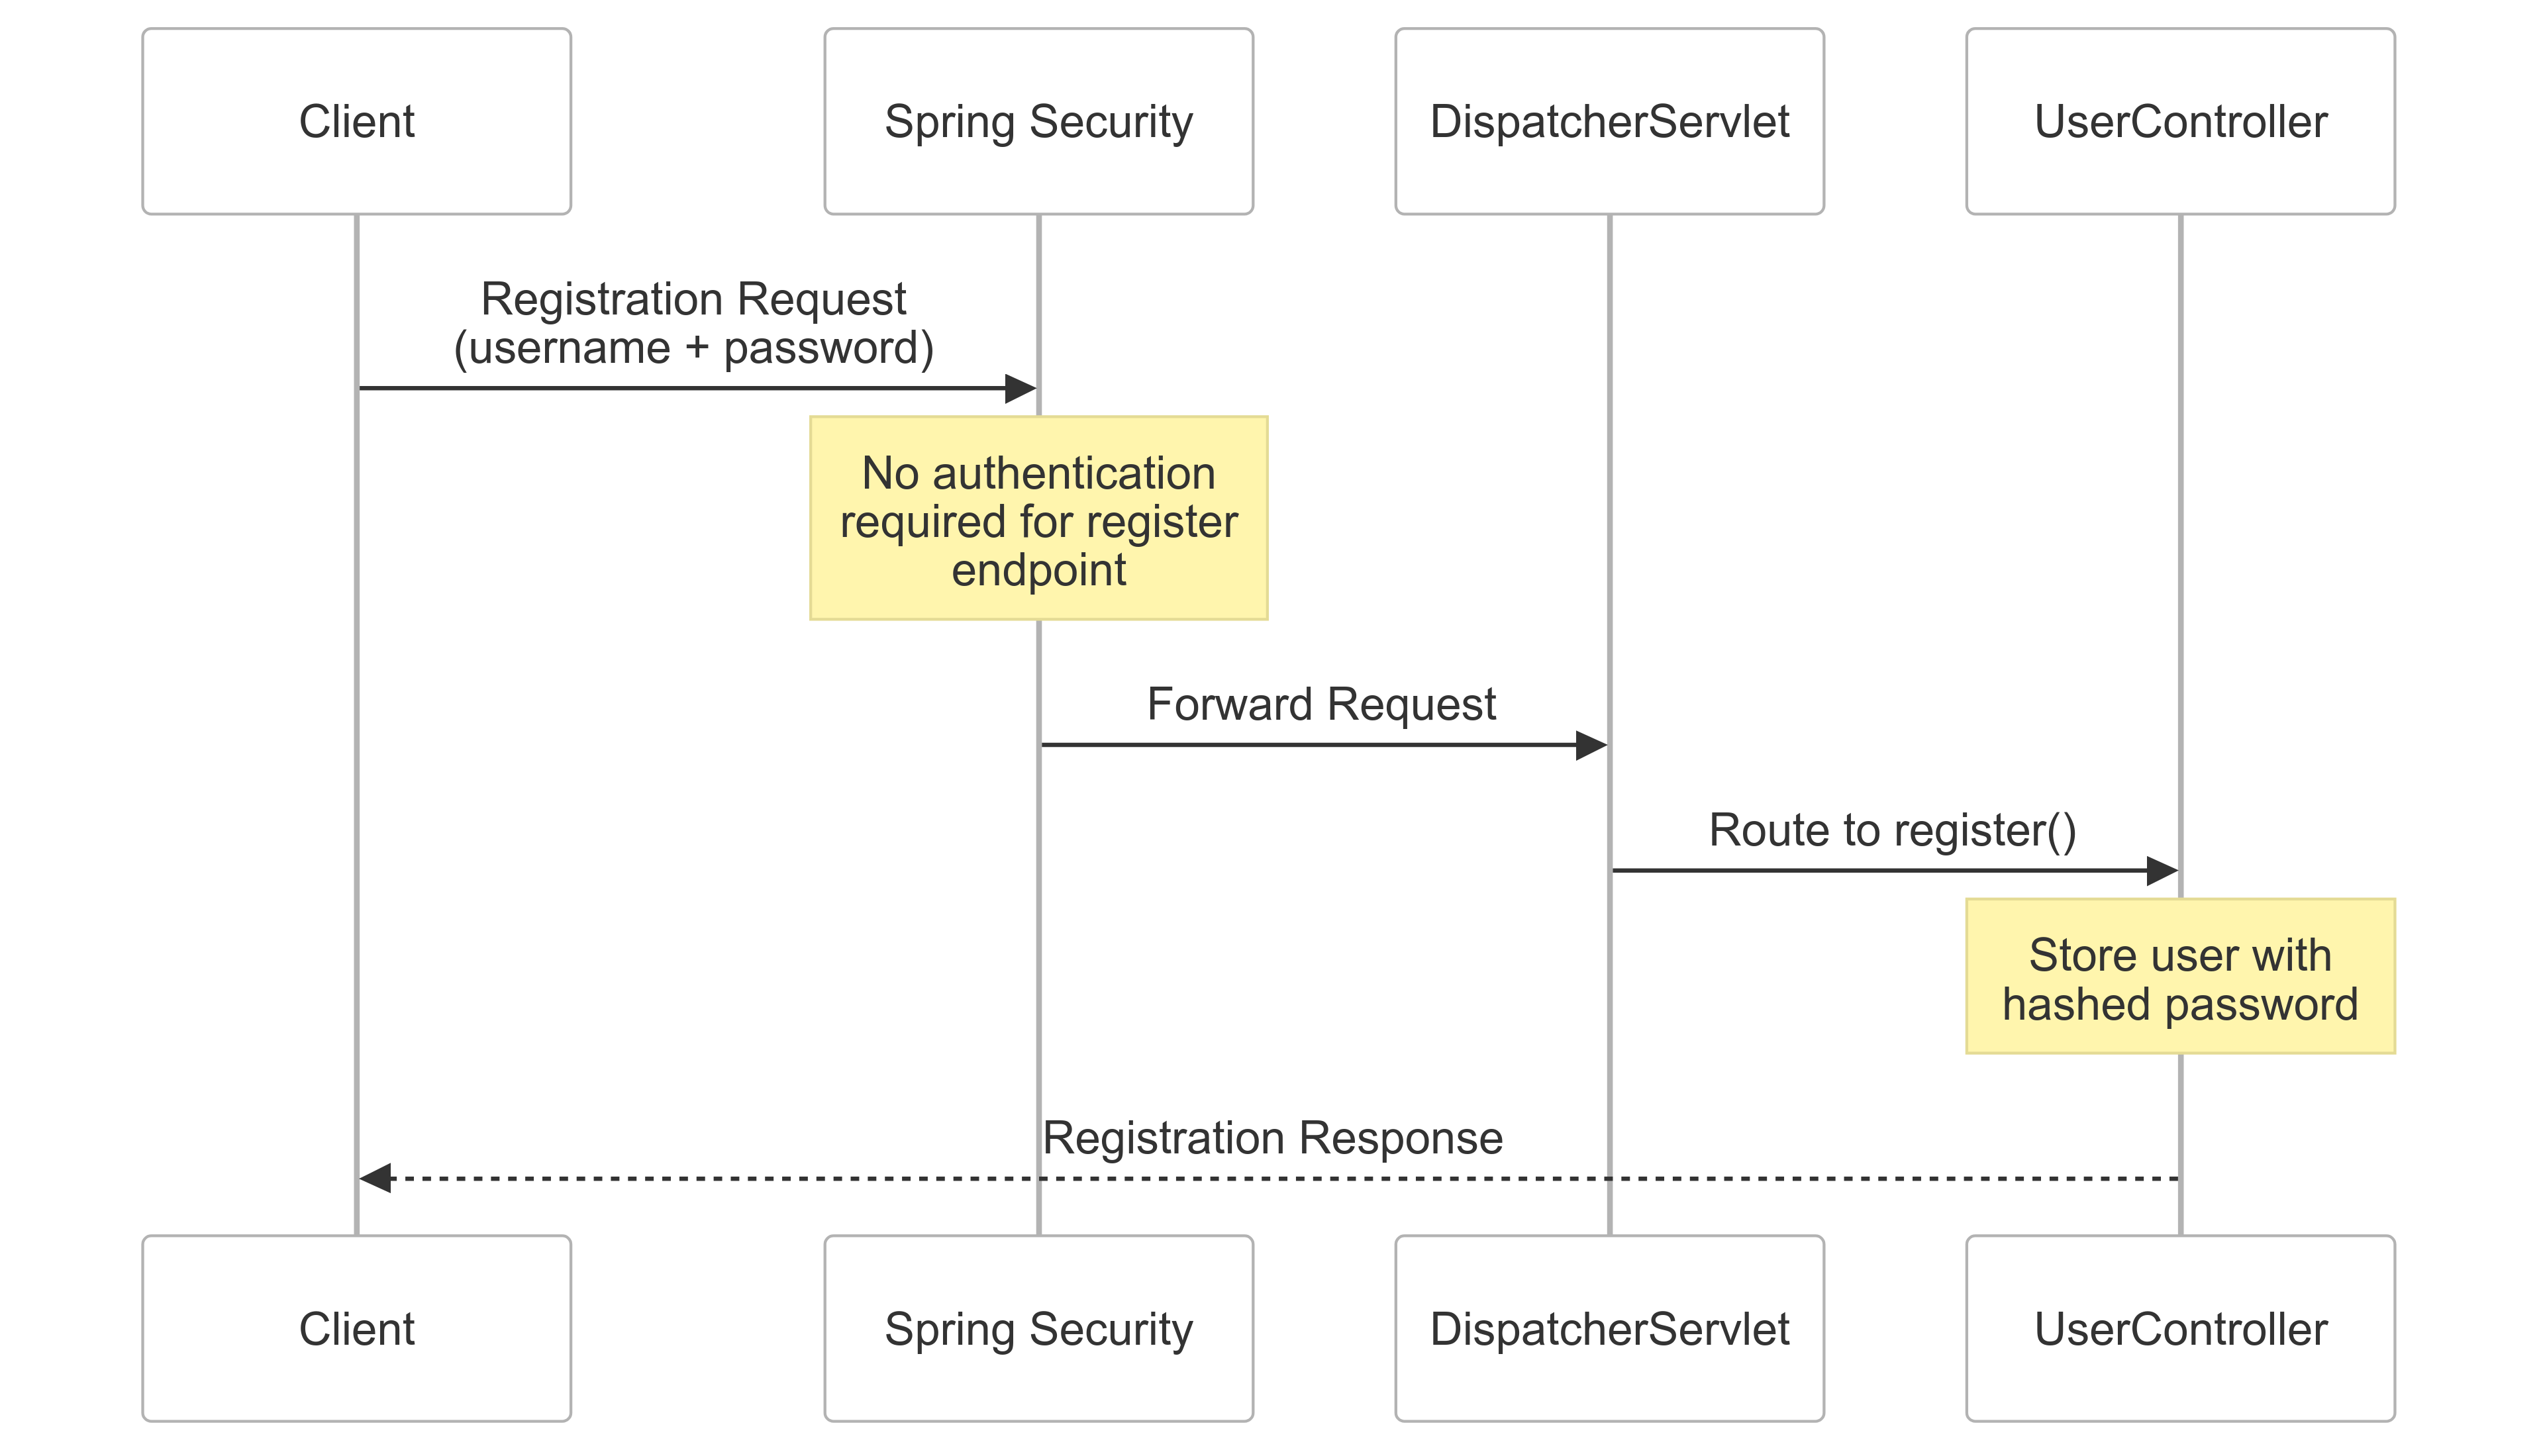 Client
Spring Security
DispatcherServlet
UserController
Registration Request
(username + password)
No authentication
required for register
endpoint
Forward Request
Route to register()
Store user with
hashed password
Registration Response
Client
Spring Security
DispatcherServlet
UserController